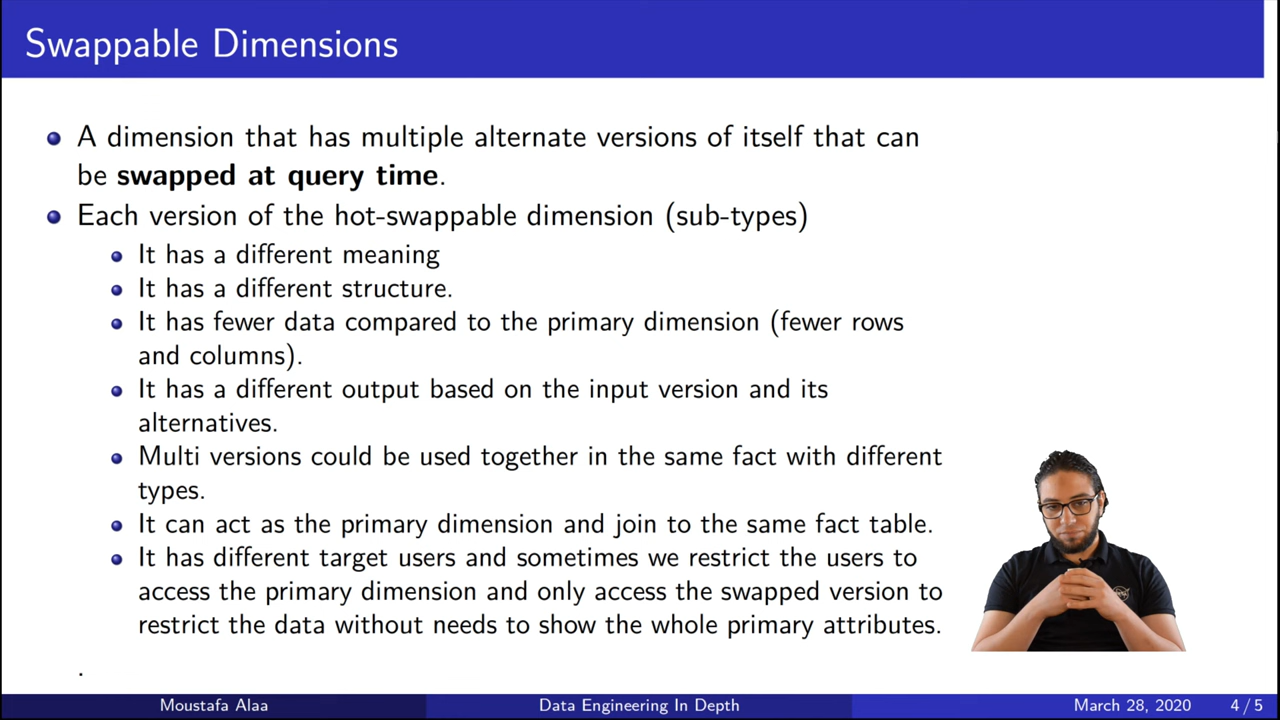 Swappable Dimensions
A dimension that has multiple alternate versions of itself that can
be swapped at query time.
Each version of the hot-swappable dimension (sub-types)
It has a different meaning
It has a different structure.
It has fewer data compared to the primary dimension (fewer rows
and columns).
It has a different output based on the input version and its
alternatives.
Multi versions could be used together in the same fact with different
types.
It can act as the primary dimension and join to the same fact table.
It has different target users and sometimes we restrict the users to
access the primary dimension and only access the swapped version to
restrict the data without needs to show the whole primary attributes.
.
Moustafa Alaa Data Engineering In Depth March 28, 2020 4 / 5